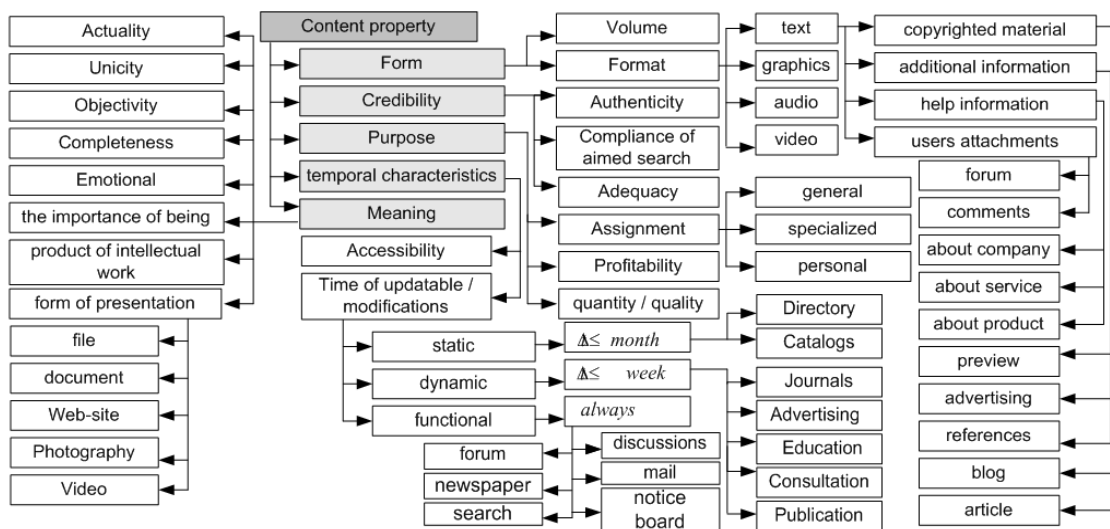 Content property
Form
Credibility
Purpose
temporal characteristics
Meaning
Actuality
Unicity
Objectivity
Completeness
Emotional
the importance of being
product of intellectual
work
form of presentation
file
document
Web-site
Photography
Video
Accessibility
Time of updatable /
modifications
static
dynamic
functional
Δt≤ month
Δt≤ week
always
forum
newspaper
search
discussions
mail
notice
board
Volume
Format
Authenticity
Compliance of
aimed search
Adequacy
Assignment
Profitability
quantity / quality
text
graphics
audio
video
general
specialized
personal
Directory
Catalogs
Journals
Advertising
Education
Consultation
Publication
copyrighted material
additional information
help information
users attachments
forum
comments
about company
about service
about product
preview
advertising
references
blog
article